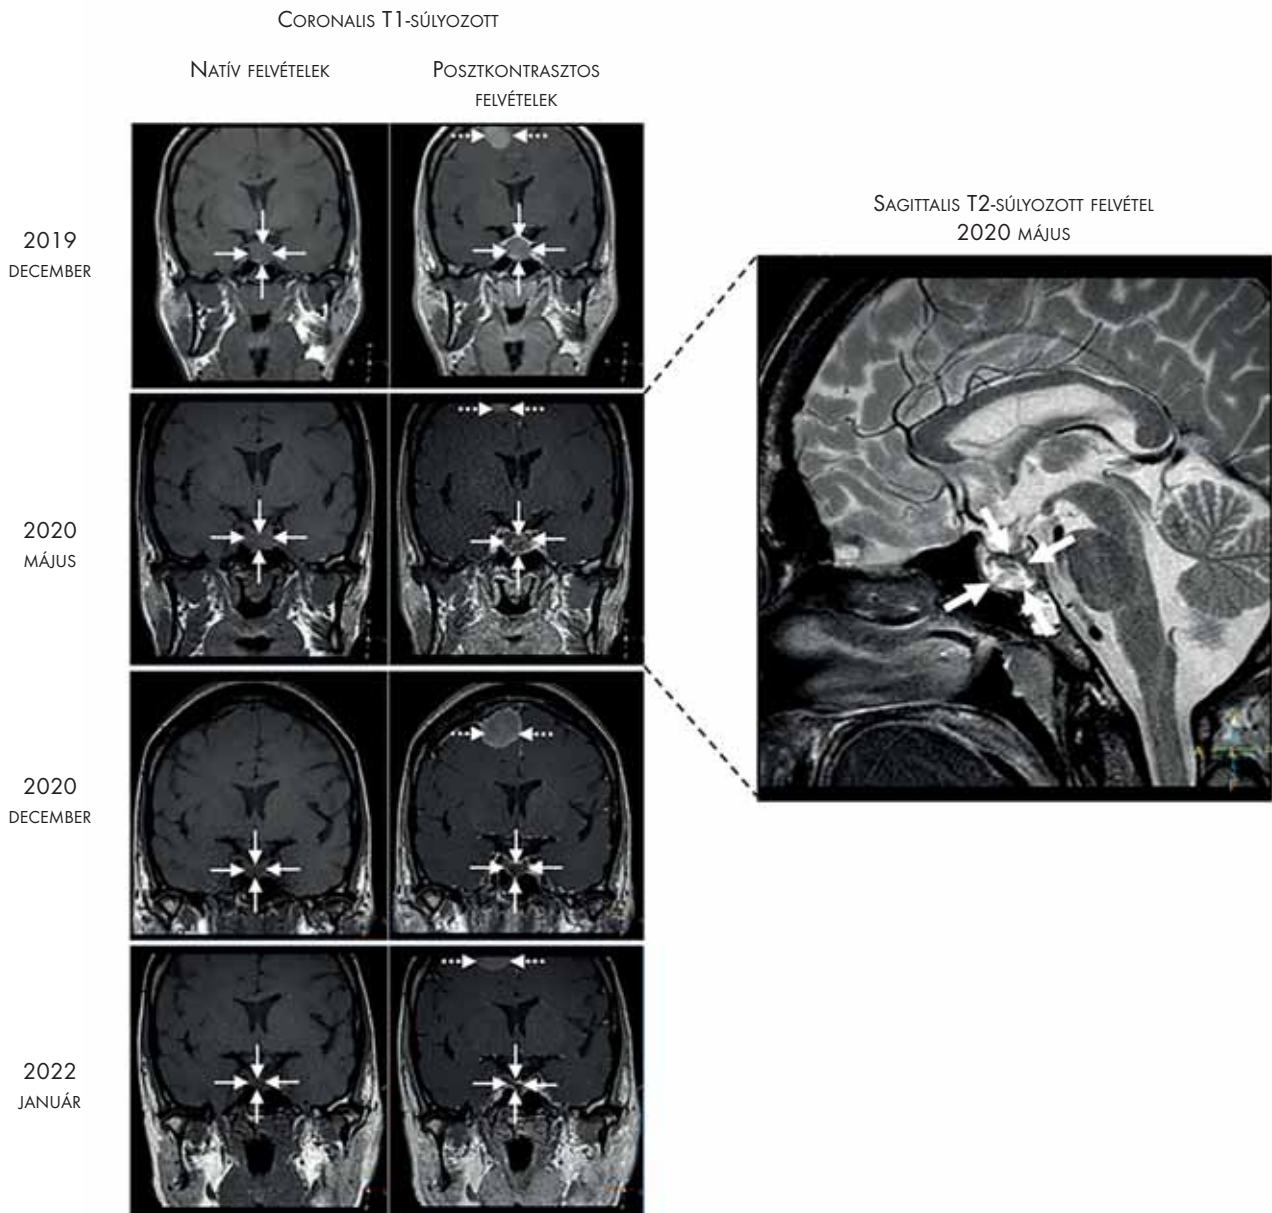 CORONALIS T1-SÚLYOZOTT
NATÍV FELVÉTELEK
POSZTKONTRASZTOS
FELVÉTELEK
2019
DECEMBER
2020
MÁJUS
2020
DECEMBER
2022
JANUÁR
SAGITTALIS T2-SÚLYOZOTT FELVÉTEL
2020 MÁJUS